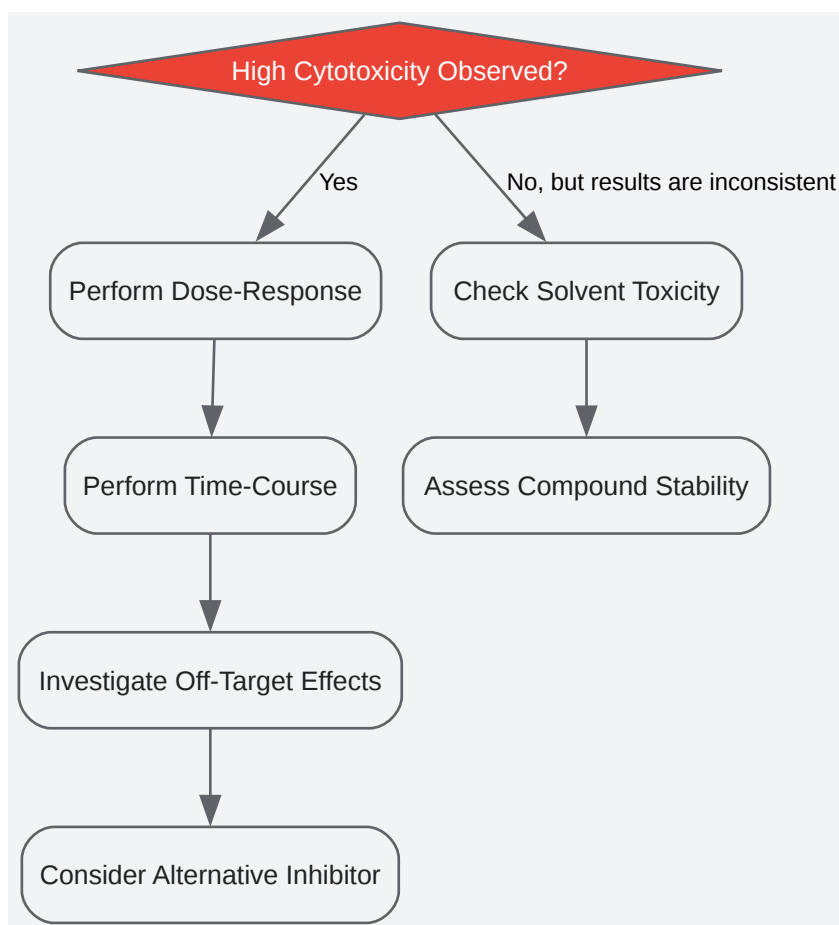 High Cytotoxicity Observed?
Yes
No, but results are inconsistent
Perform Dose-Response
Check Solvent Toxicity
Perform Time-Course
Assess Compound Stability
Investigate Off-Target Effects
Consider Alternative Inhibitor